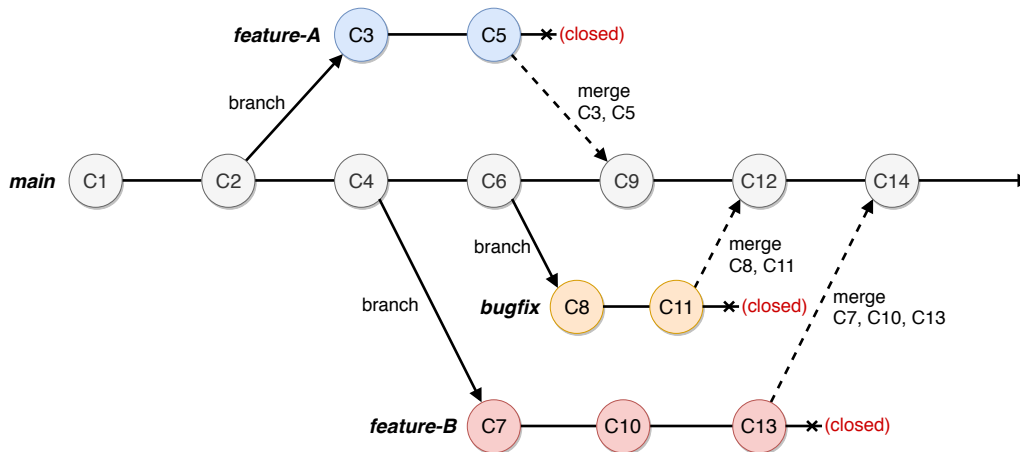 feature-A
C3
C5
(closed)
branch
merge
C3, C5
main
C1
C2
C4
C6
C9
C12
C14
branch
merge
C8, C11
branch
bugfix
C8
C11
(closed)
merge
C7, C10, C13
feature-B
C7
C10
C13
(closed)